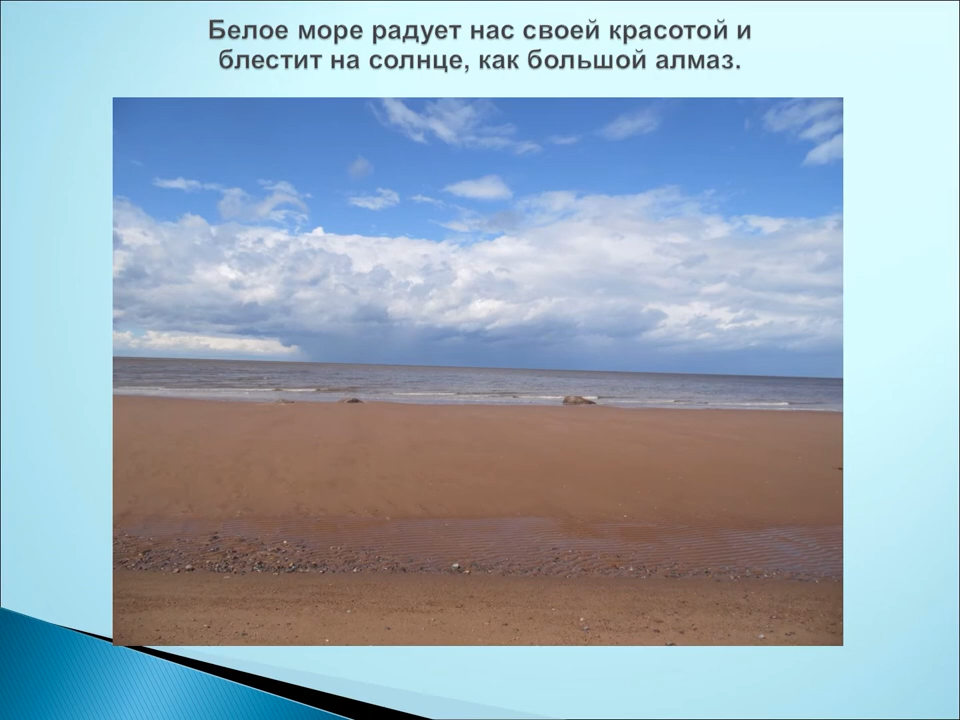 Белое море радует нас своей красотой и
блестит на солнце, как большой алмаз.